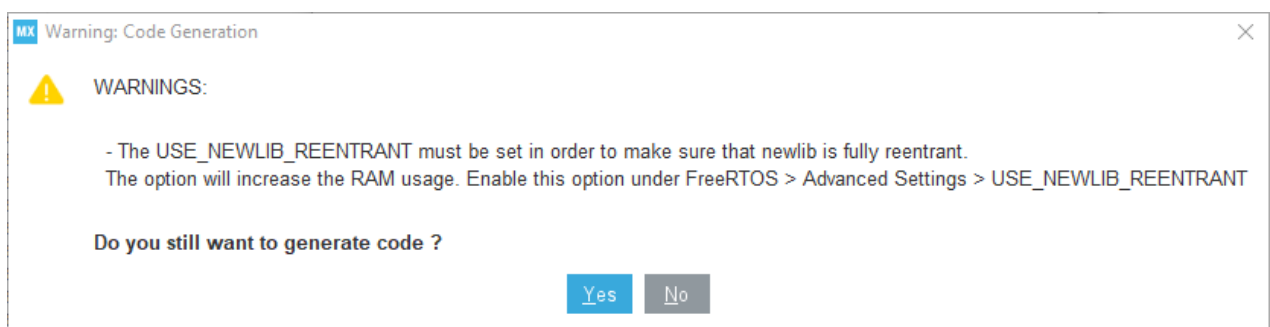 MX Warning: Code Generation
WARNINGS:
- The USE_NEWLIB_REENTRANT must be set in order to make sure that newlib is fully reentrant.
The option will increase the RAM usage. Enable this option under FreeRTOS > Advanced Settings > USE_NEWLIB_REENTRANT
Do you still want to generate code ?
Yes No